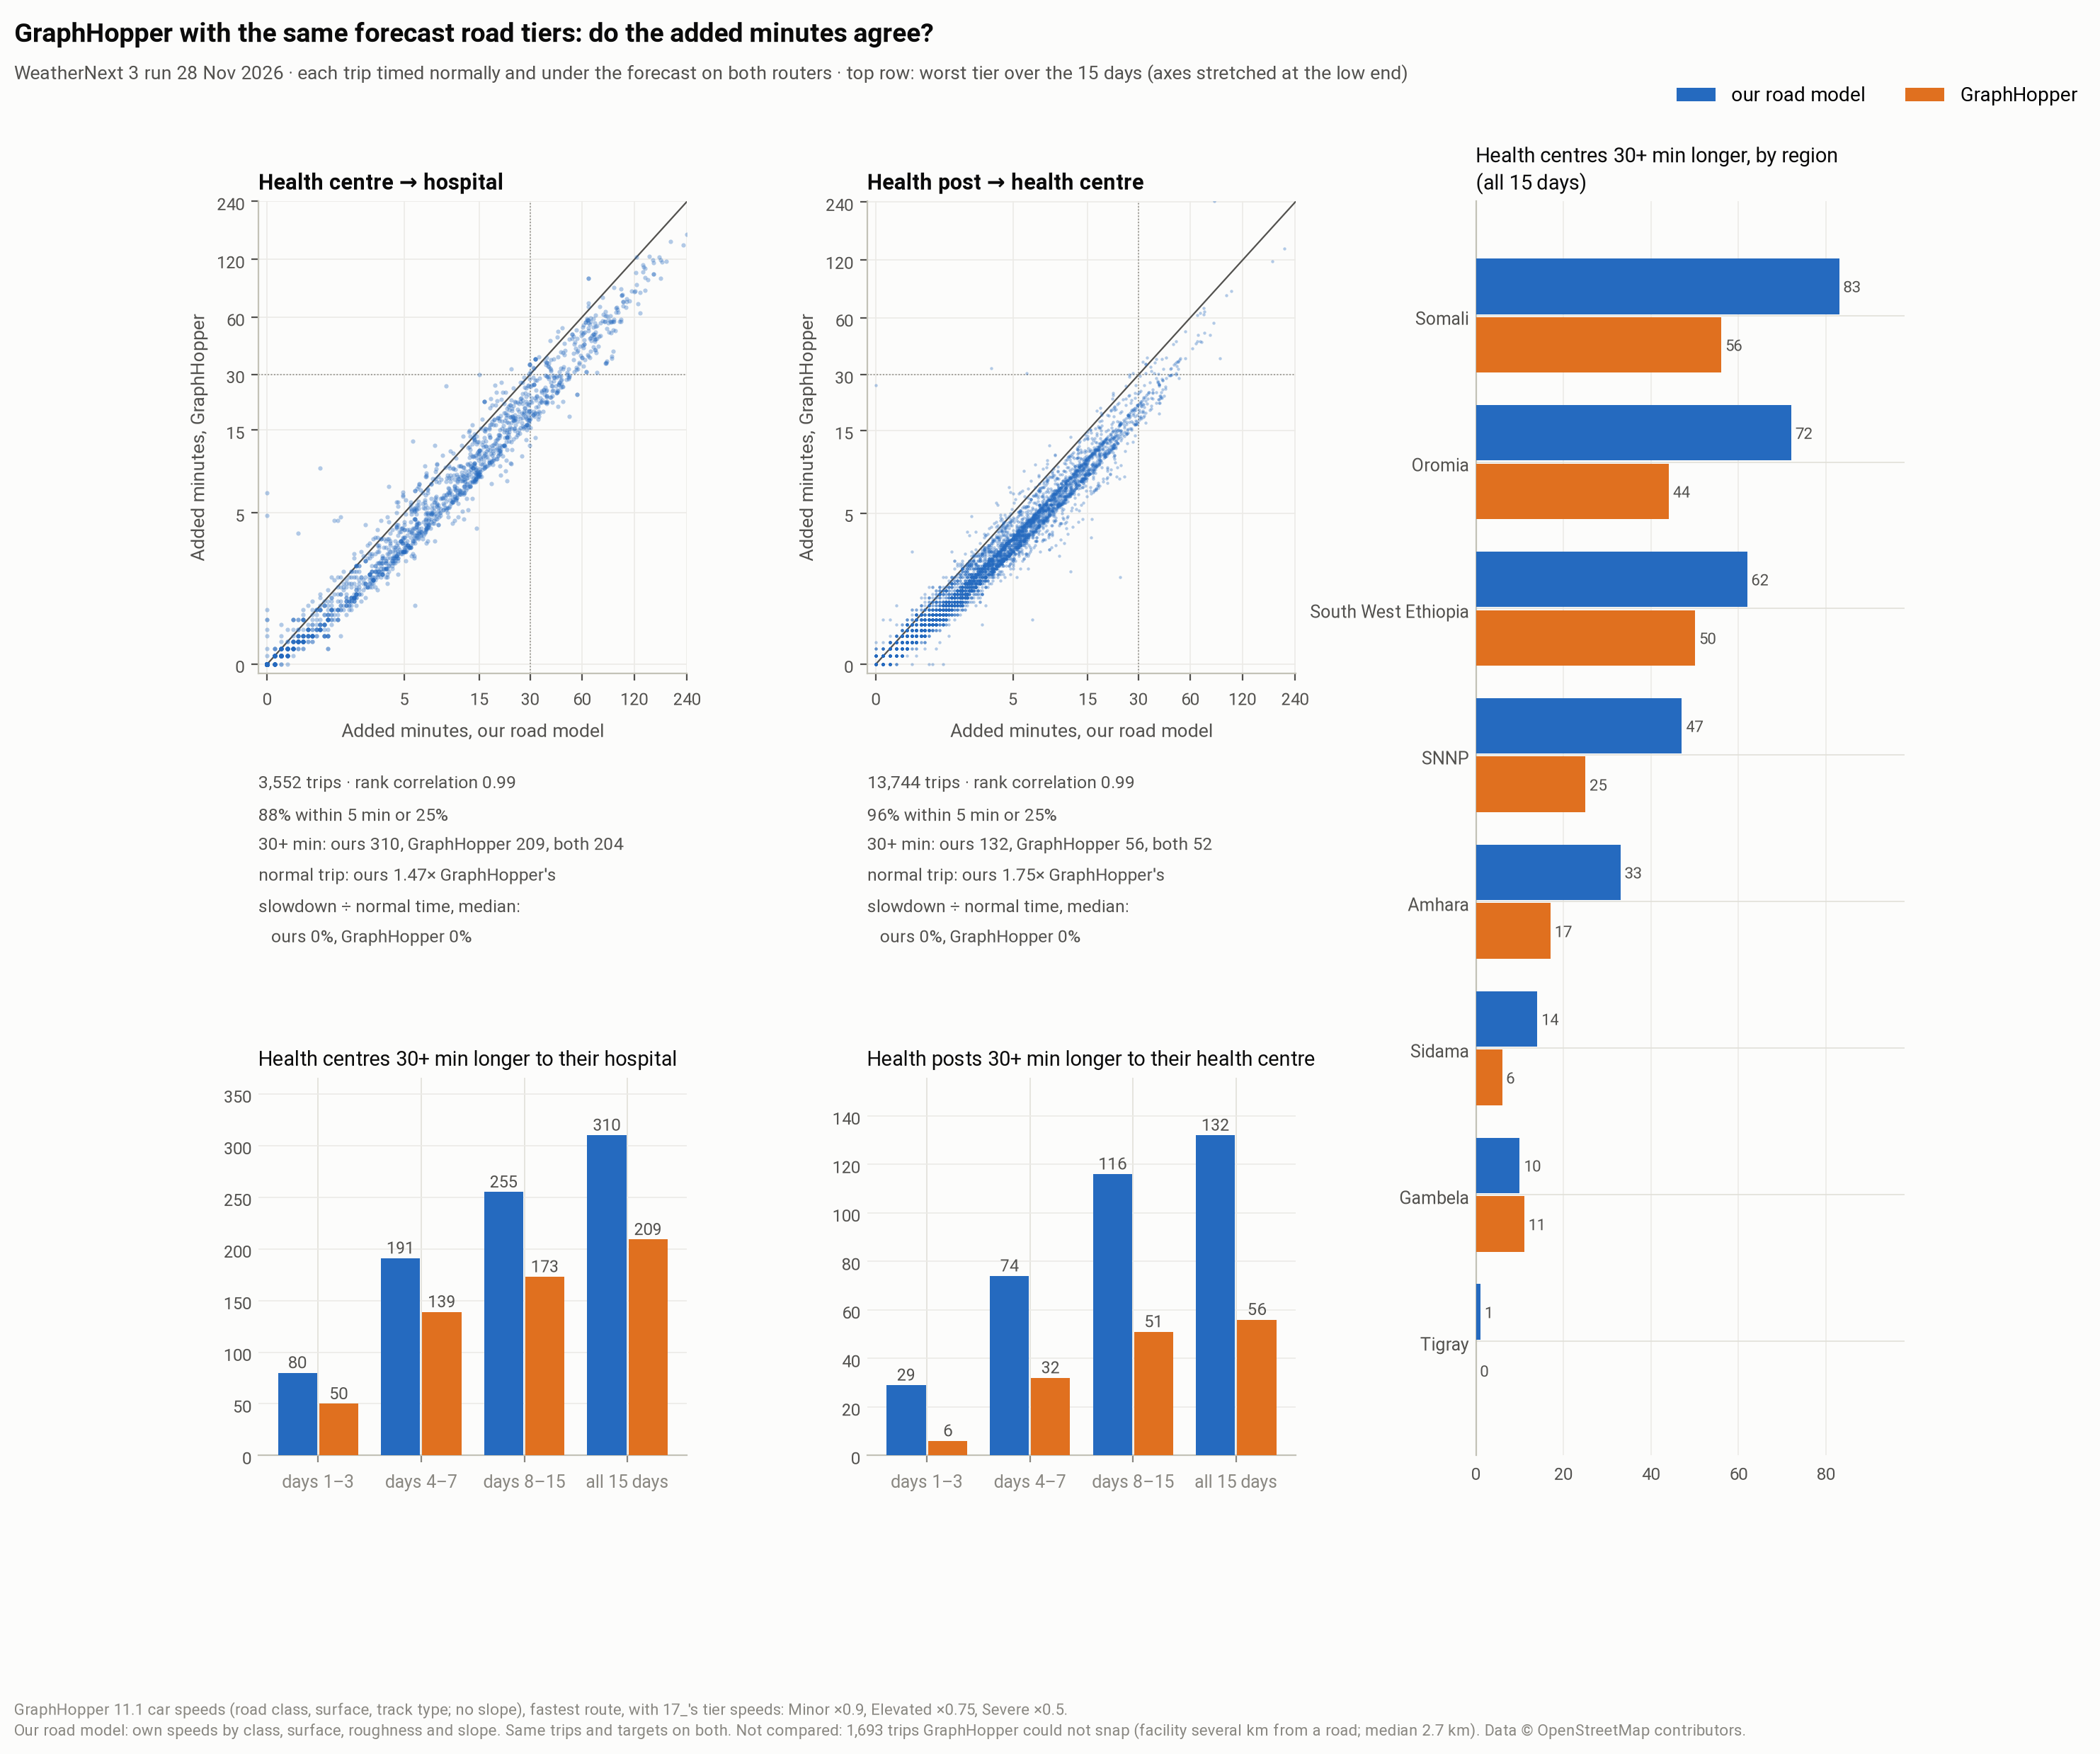 GraphHopper with the same forecast road tiers: do the added minutes agree?
WeatherNext 3 run 28 Nov 2026 · each trip timed normally and under the forecast on both routers · top row: worst tier over the 15 days (axes stretched at the low end)
our road model
GraphHopper
Health centre → hospital
240
120
60
30
15
5
0
Added minutes, GraphHopper
0 5 15 30 60 120 240
Added minutes, our road model
3,552 trips · rank correlation 0.99
88% within 5 min or 25%
30+ min: ours 310, GraphHopper 209, both 204
normal trip: ours 1.47× GraphHopper's
slowdown ÷ normal time, median:
ours 0%, GraphHopper 0%
Health post → health centre
240
120
60
30
15
5
0
Added minutes, GraphHopper
0 5 15 30 60 120 240
Added minutes, our road model
13,744 trips · rank correlation 0.99
96% within 5 min or 25%
30+ min: ours 132, GraphHopper 56, both 52
normal trip: ours 1.75× GraphHopper's
slowdown ÷ normal time, median:
ours 0%, GraphHopper 0%
Health centres 30+ min longer, by region
(all 15 days)
Somali
83
56
Oromia
72
44
South West Ethiopia
62
50
SNNP
47
25
Amhara
33
17
Sidama
14
6
Gambela
10
11
Tigray
1
0
0 20 40 60 80
Health centres 30+ min longer to their hospital
350
300
250
200
150
100
50
0
80
50
191
139
255
173
310
209
days 1–3 days 4–7 days 8–15 all 15 days
Health posts 30+ min longer to their health centre
140
120
100
80
60
40
20
0
29
6
74
32
116
51
132
56
days 1–3 days 4–7 days 8–15 all 15 days
GraphHopper 11.1 car speeds (road class, surface, track type; no slope), fastest route, with 17_'s tier speeds: Minor ×0.9, Elevated ×0.75, Severe ×0.5.
Our road model: own speeds by class, surface, roughness and slope. Same trips and targets on both. Not compared: 1,693 trips GraphHopper could not snap (facility several km from a road; median 2.7 km). Data © OpenStreetMap contributors.